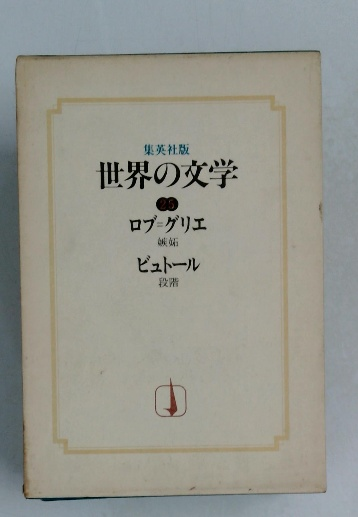 集英社版
世界の文学
25
ロブ=グリエ
嫉妬
ビュトール
段階